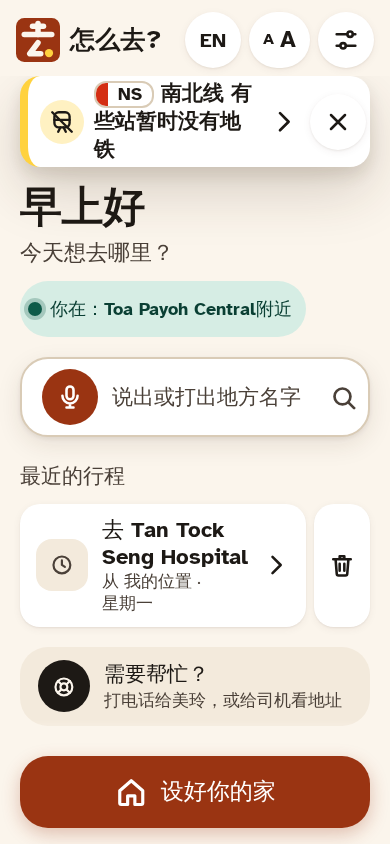 去 怎么去?
EN
A A
NS 南北线 有
些站暂时没有地
铁
早上好
今天想去哪里？
你在：Toa Payoh Central附近
说出或打出地方名字
最近的行程
去 Tan Tock
Seng Hospital
从 我的位置 ·
星期一
需要帮忙？
打电话给美玲，或给司机看地址
设好你的家